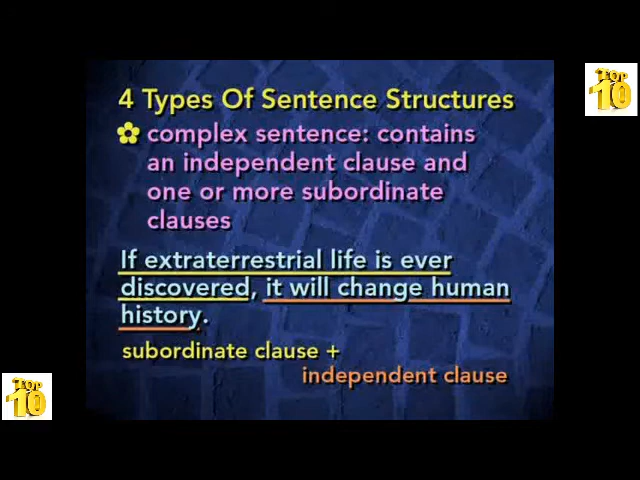 4 Types Of Sentence Structures
complex sentence: contains
an independent clause and
one or more subordinate
clauses
If extraterrestrial life is ever
discovered, it will change human
history.
subordinate clause +
independent clause
TOP
10
TOP
10